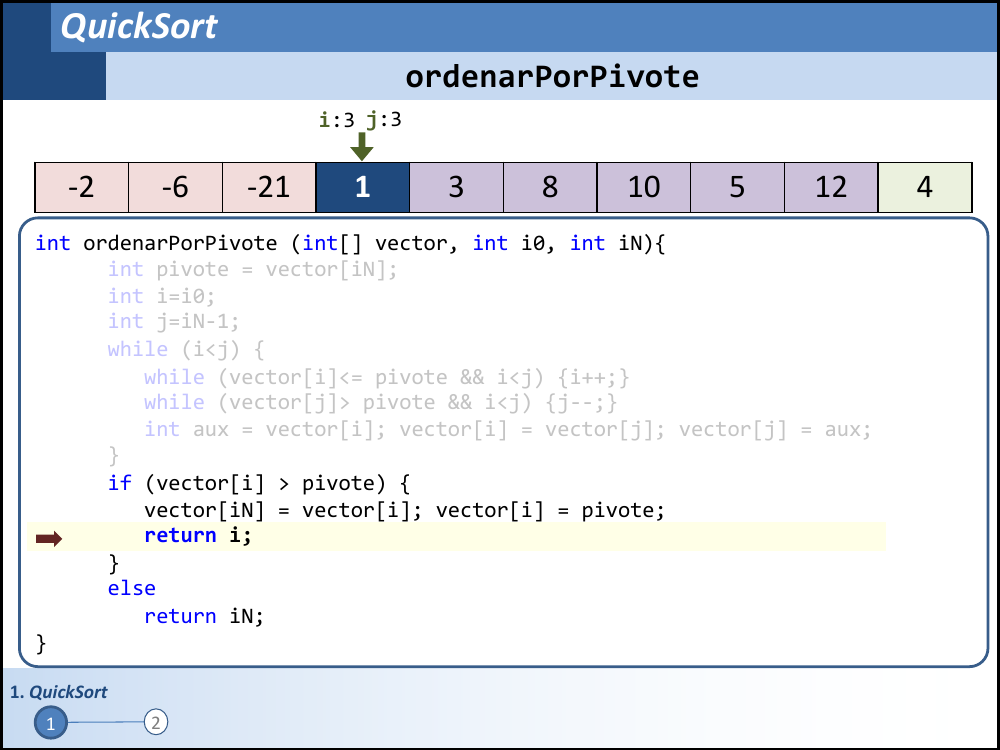 QuickSort
ordenarPorPivote
i:3 j:3
-2 -6 -21 1 3 8 10 5 12 4
int ordenarPorPivote (int[] vector, int i0, int iN){
int pivote = vector[iN];
int i=i0;
int j=iN-1;
while (i<j) {
while (vector[i]<= pivote && i<j) {i++;}
while (vector[j]> pivote && i<j) {j--;}
int aux = vector[i]; vector[i] = vector[j]; vector[j] = aux;
}
if (vector[i] > pivote) {
vector[iN] = vector[i]; vector[i] = pivote;
return i;
}
else
return iN;
}
1. QuickSort
1 2